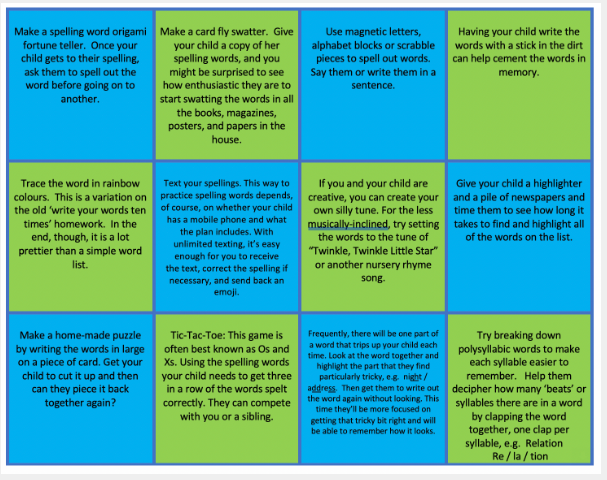 Make a spelling word origami
fortune teller. Once your
child gets to their spelling,
ask them to spell out the
word before going on to
another.
Make a card fly swatter. Give
your child a copy of her
spelling words, and you
might be surprised to see
how enthusiastic they are to
start swatting the words in all
the books, magazines,
posters, and papers in the
house.
Use magnetic letters,
alphabet blocks or scrabble
pieces to spell out words.
Say them or write them in a
sentence.
Having your child write the
words with a stick in the dirt
can help cement the words in
memory.
Trace the word in rainbow
colours. This is a variation on
the old ‘write your words ten
times’ homework. In the
end, though, it is a lot
prettier than a simple word
list.
Text your spellings. This way to
practice spelling words depends,
of course, on whether your child
has a mobile phone and what
the plan includes. With
unlimited texting, it’s easy
enough for you to receive
the text, correct the spelling if
necessary, and send back an
emoji.
If you and your child are
creative, you can create your
own silly tune. For the less
musically-inclined, try setting
the words to the tune of
“Twinkle, Twinkle Little Star”
or another nursery rhyme
song.
Give your child a highlighter
and a pile of newspapers and
time them to see how long it
takes to find and highlight all
of the words on the list.
Make a home-made puzzle
by writing the words in large
on a piece of card. Get your
child to cut it up and then
can they piece it back
together again?
Tic-Tac-Toe: This game is
often best known as Os and
Xs. Using the spelling words
your child needs to get three
in a row of the words spelt
correctly. They can compete
with you or a sibling.
Frequently, there will be one part of
a word that trips up your child each
time. Look at the word together and
highlight the part that they find
particularly tricky, e.g. night /
address. Then get them to write out
the word again without looking. This
time they’ll be more focused on
getting that tricky bit right and will
be able to remember how it looks.
Try breaking down
polysyllabic words to make
each syllable easier to
remember. Help them
decipher how many ‘beats’ or
syllables there are in a word
by clapping the word
together, one clap per
syllable, e.g. Relation
Re / la / tion